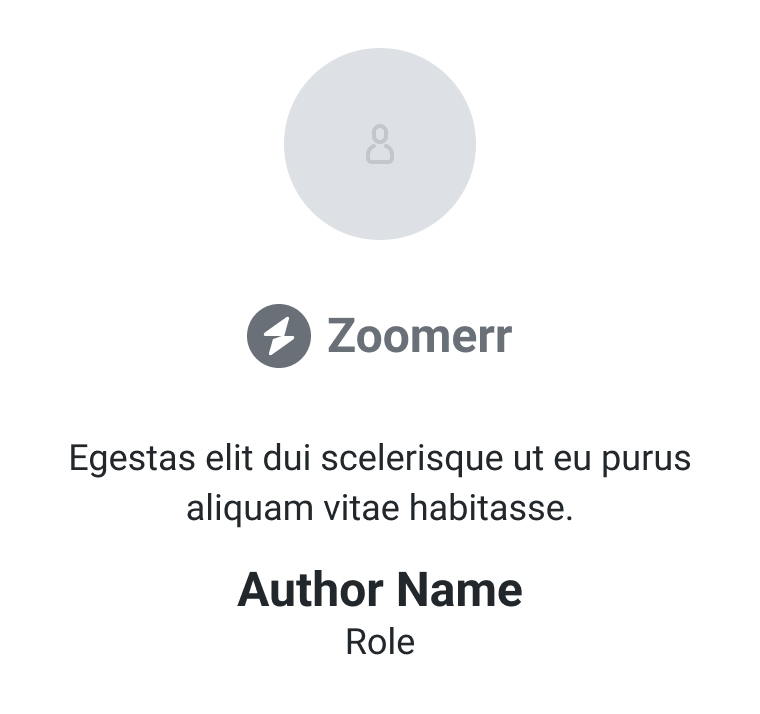 Zoomerr
Egestas elit dui scelerisque ut eu purus
aliquam vitae habitasse.
Author Name
Role